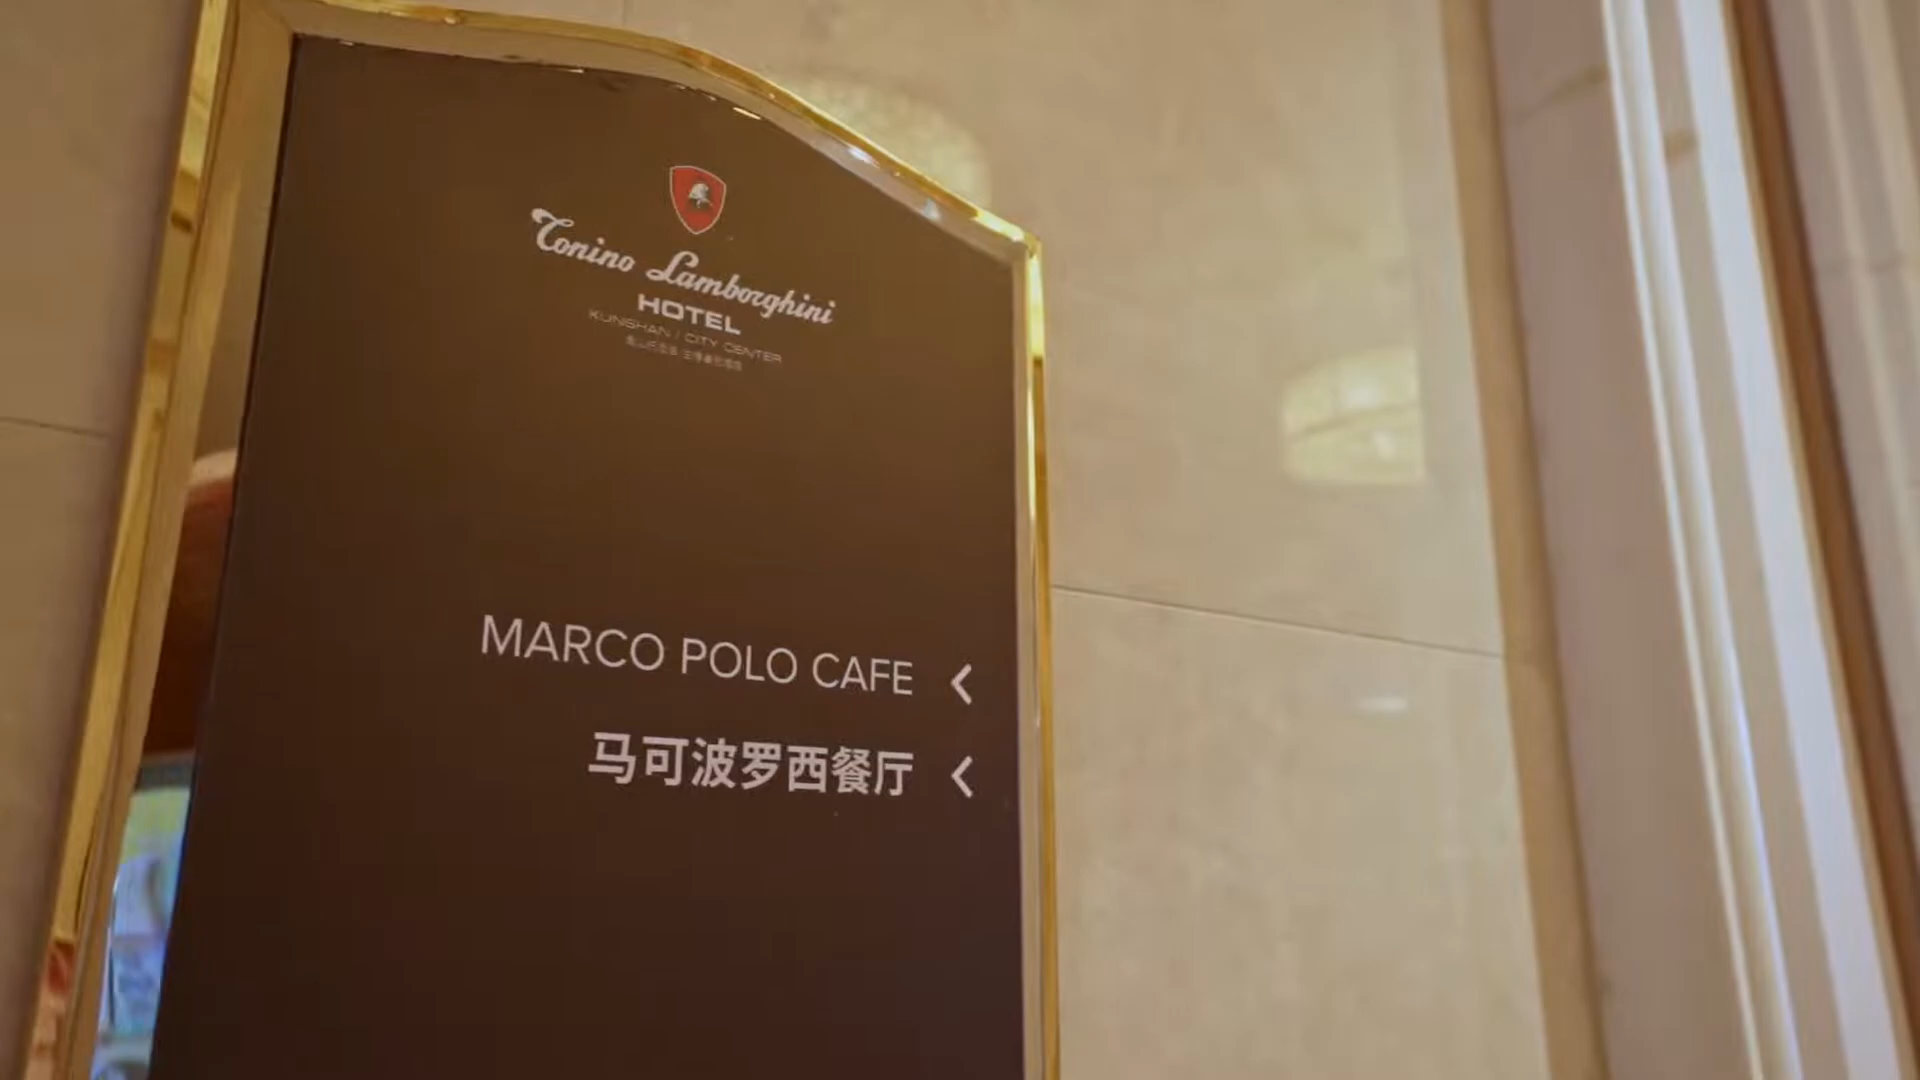 Tonino Lamborghini
HOTEL
KUNSHAN / CITY CENTER
MARCO POLO CAFE <
马可波罗西餐厅 <